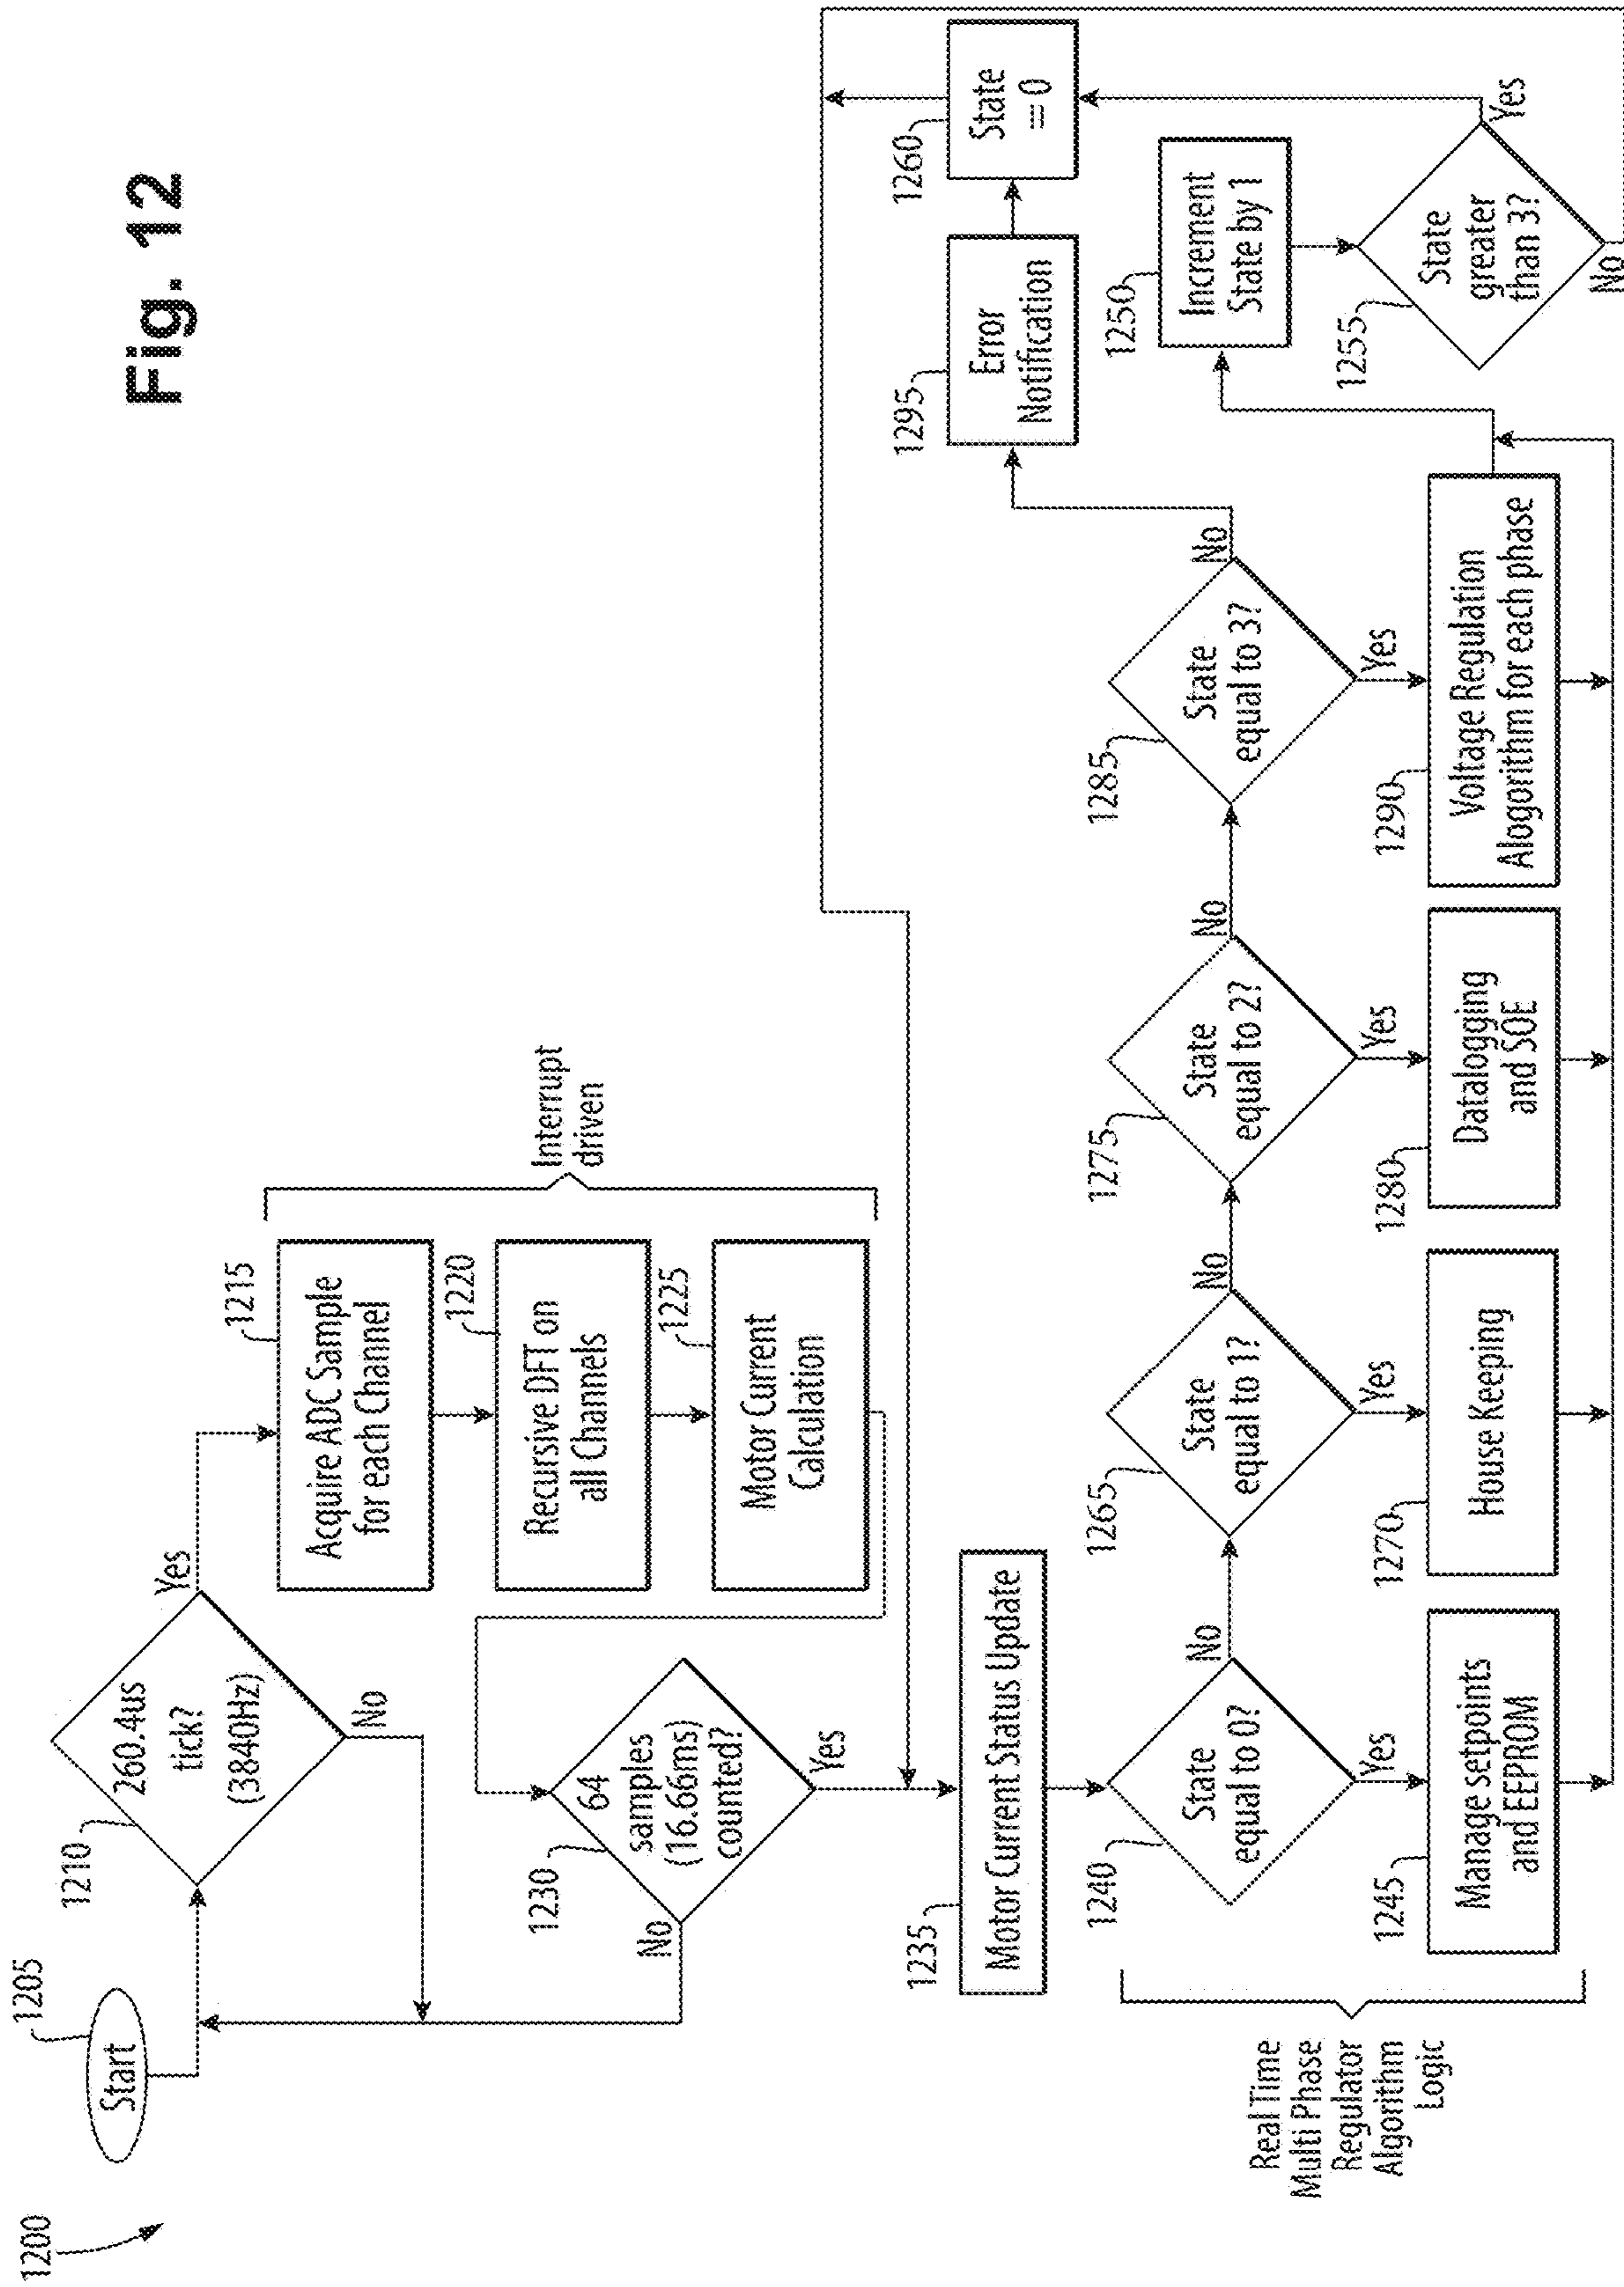 Fig. 12
1200
1205
Start
1210
260.4us
tick?
(3840Hz)
Yes
No
1215
Acquire ADC Sample
for each Channel
1220
Recursive DFT on
all Channels
1225
Motor Current
Calculation
Interrupt
driven
1230
64
samples
(16.66ms)
counted?
No
Yes
1235
Motor Current Status Update
Real Time
Multi Phase
Regulator
Algorithm
Logic
1240
State
equal to 0?
No
Yes
1245
Manage setpoints
and EEPROM
1265
State
equal to 1?
No
Yes
1270
House Keeping
1275
State
equal to 2?
No
Yes
1280
Datalogging
and SOE
1285
State
equal to 3?
No
Yes
1290
Voltage Regulation
Alogorithm for each phase
1295
Error
Notification
1260
State
= 0
1250
Increment
State by 1
1255
State
greater
than 3?
Yes
No